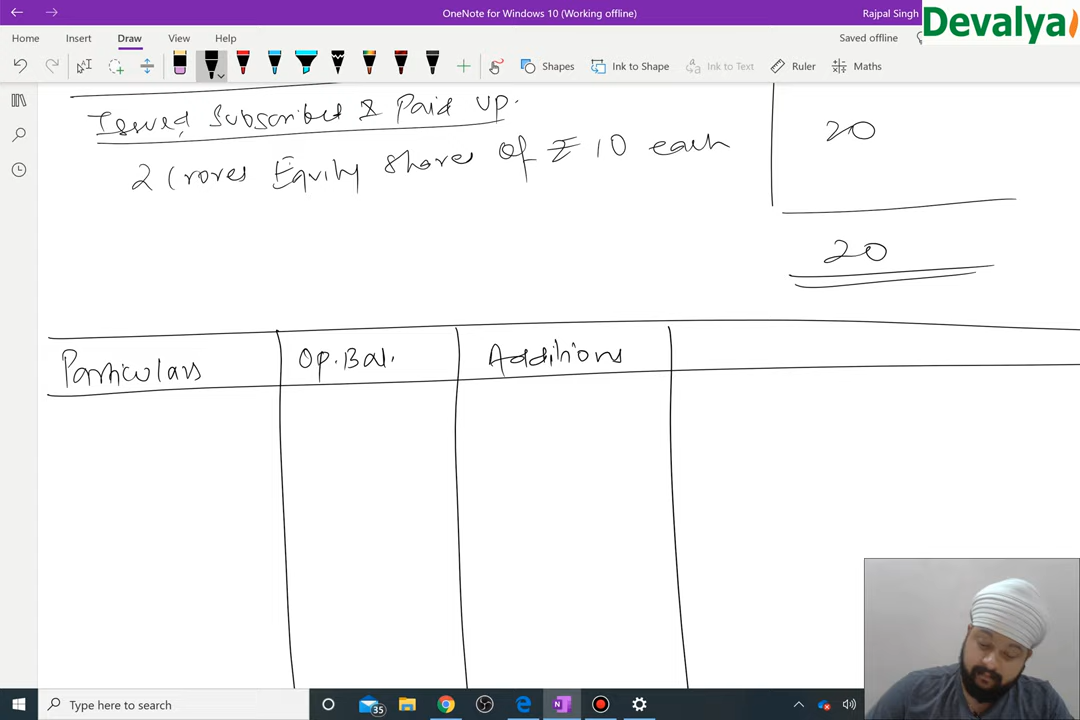 OneNote for Windows 10 (Working offline)
Rajpal Singh
Devalya
Home Insert Draw View Help
Saved offline
Shapes Ink to Shape Ink to Text Ruler Maths
Issued, Subscribed & Paid up.
20
2 Crores Equity Shares of ₹ 10 each
20
Particulars Op. Bal. Additions
Type here to search
35